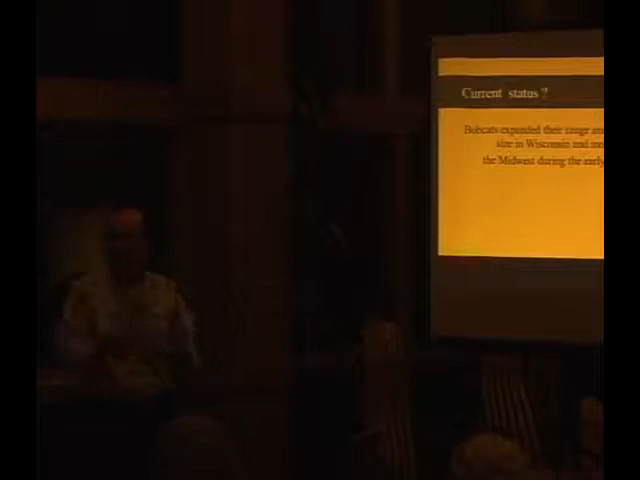 Current status ?
Bobcats expanded their range and
size in Wisconsin and
the Midwest during the early